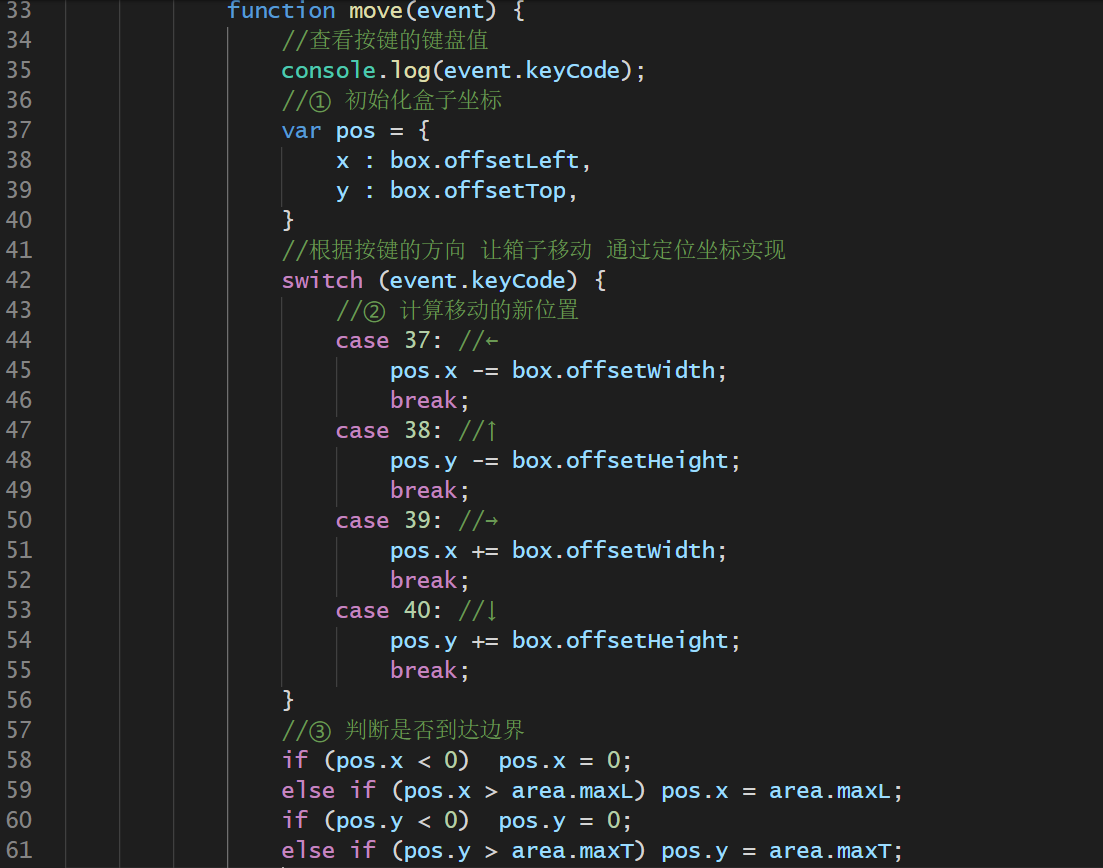 33 function move(event) {
34 //查看按键的键盘值
35 console.log(event.keyCode);
36 //① 初始化盒子坐标
37 var pos = {
38 x : box.offsetLeft,
39 y : box.offsetTop,
40 }
41 //根据按键的方向 让箱子移动 通过定位坐标实现
42 switch (event.keyCode) {
43 //② 计算移动的新位置
44 case 37: //←
45 pos.x -= box.offsetWidth;
46 break;
47 case 38: //↑
48 pos.y -= box.offsetHeight;
49 break;
50 case 39: //→
51 pos.x += box.offsetWidth;
52 break;
53 case 40: //↓
54 pos.y += box.offsetHeight;
55 break;
56 }
57 //③ 判断是否到达边界
58 if (pos.x < 0)  pos.x = 0;
59 else if (pos.x > area.maxL) pos.x = area.maxL;
60 if (pos.y < 0)  pos.y = 0;
61 else if (pos.y > area.maxT) pos.y = area.maxT;